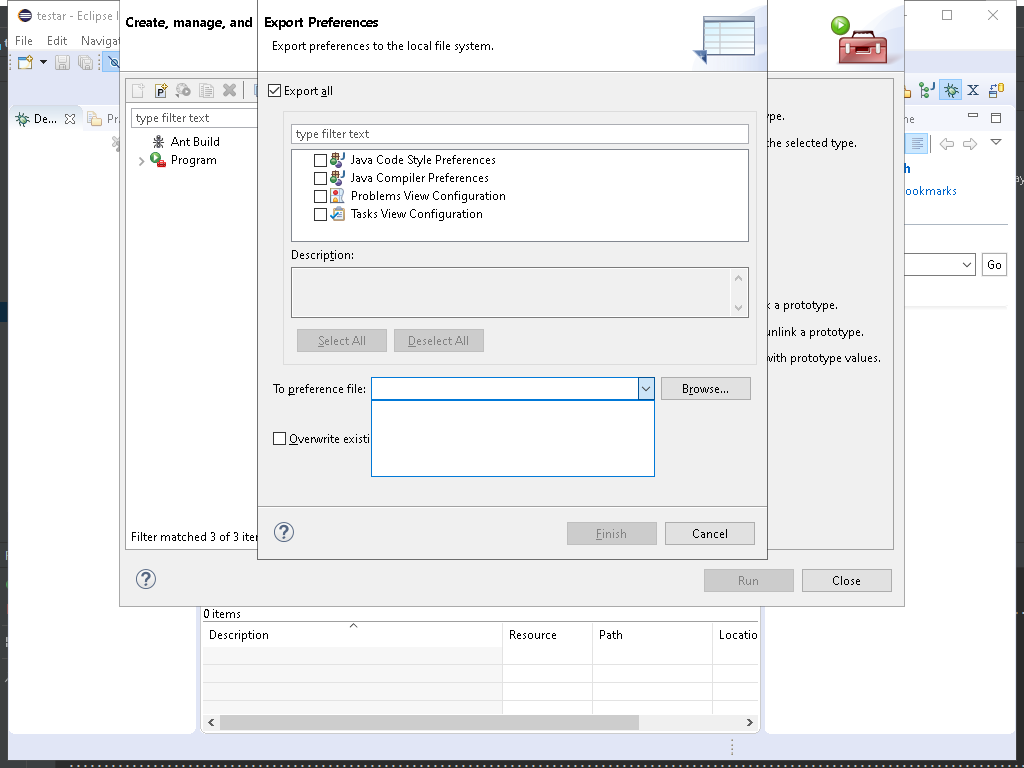 testar - Eclipse I
File Edit Navigat
De...
Pr
Create, manage, and
type filter text
Ant Build
Program
Filter matched 3 of 3 iter
Export Preferences
Export preferences to the local file system.
Export all
type filter text
Java Code Style Preferences
Java Compiler Preferences
Problems View Configuration
Tasks View Configuration
Description:
Select All
Deselect All
To preference file:
Browse...
Overwrite existi
Finish
Cancel
ype.
the selected type.
k a prototype.
unlink a prototype.
with prototype values.
Run
Close
ne
h
ookmarks
Go
0 items
Description
Resource
Path
Locatio